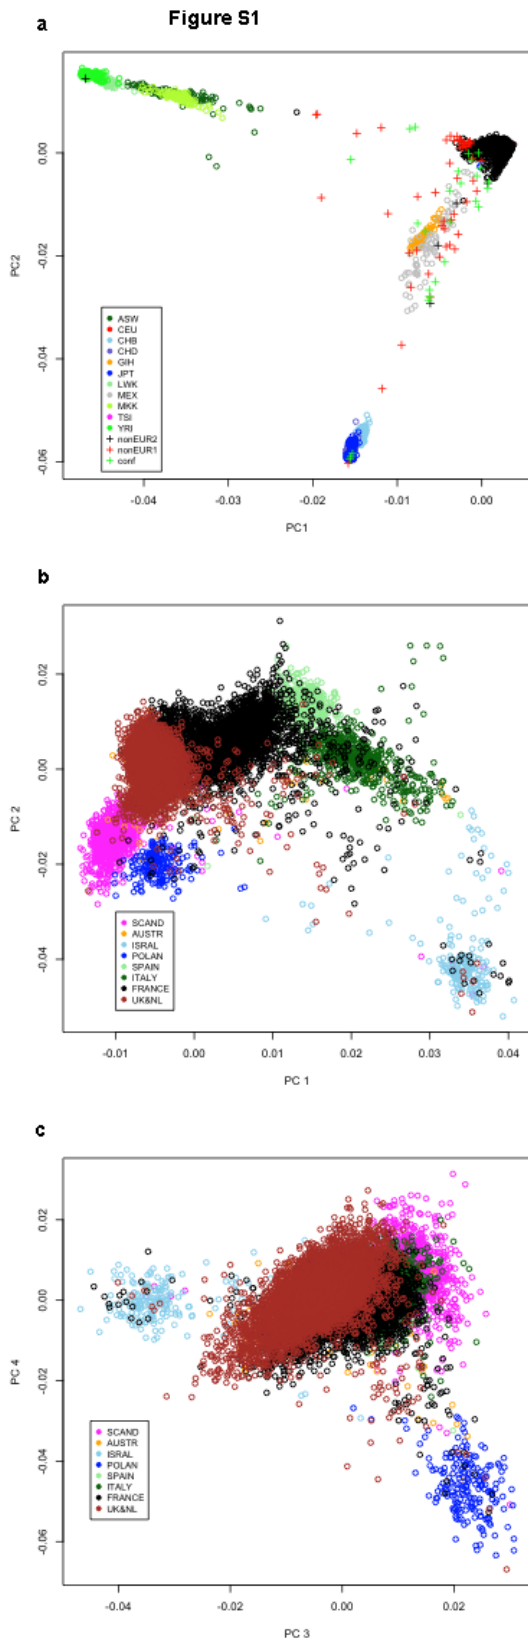 Figure S1
a
0.00
-0.02
-0.04
-0.06
PC2
ASW
CEU
CHB
CHD
GIH
JPT
LWK
MEX
MKK
TSI
YRI
nonEUR2
nonEUR1
conf
-0.04 -0.03 -0.02 -0.01 0.00
PC1
b
0.02
0.00
-0.02
-0.04
PC 2
SCAND
AUSTR
ISRAL
POLAN
SPAIN
ITALY
FRANCE
UK&NL
-0.01 0.00 0.01 0.02 0.03 0.04
PC 1
c
0.02
0.00
-0.02
-0.04
-0.06
PC 4
SCAND
AUSTR
ISRAL
POLAN
SPAIN
ITALY
FRANCE
UK&NL
-0.04 -0.02 0.00 0.02
PC 3